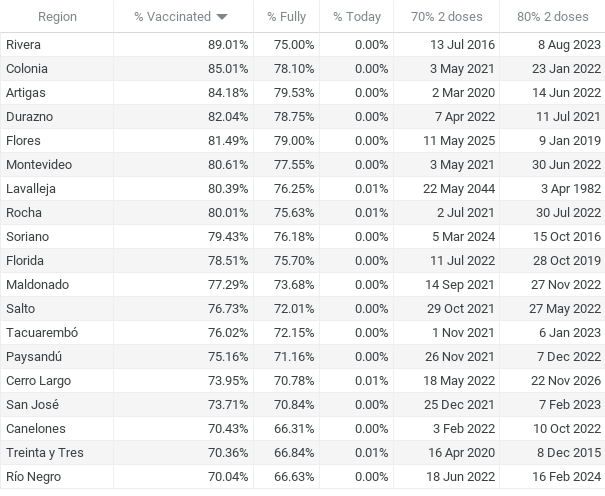 Region % Vaccinated % Fully % Today 70% 2 doses 80% 2 doses
Rivera 89.01% 75.00% 0.00% 13 Jul 2016 8 Aug 2023
Colonia 85.01% 78.10% 0.00% 3 May 2021 23 Jan 2022
Artigas 84.18% 79.53% 0.00% 2 Mar 2020 14 Jun 2022
Durazno 82.04% 78.75% 0.00% 7 Apr 2022 11 Jul 2021
Flores 81.49% 79.00% 0.00% 11 May 2025 9 Jan 2019
Montevideo 80.61% 77.55% 0.00% 3 May 2021 30 Jun 2022
Lavalleja 80.39% 76.25% 0.01% 22 May 2044 3 Apr 1982
Rocha 80.01% 75.63% 0.01% 2 Jul 2021 30 Jul 2022
Soriano 79.43% 76.18% 0.00% 5 Mar 2024 15 Oct 2016
Florida 78.51% 75.70% 0.00% 11 Jul 2022 28 Oct 2019
Maldonado 77.29% 73.68% 0.00% 14 Sep 2021 27 Nov 2022
Salto 76.73% 72.01% 0.00% 29 Oct 2021 27 May 2022
Tacuarembó 76.02% 72.15% 0.00% 1 Nov 2021 6 Jan 2023
Paysandú 75.16% 71.16% 0.00% 26 Nov 2021 7 Dec 2022
Cerro Largo 73.95% 70.78% 0.01% 18 May 2022 22 Nov 2026
San José 73.71% 70.84% 0.00% 25 Dec 2021 7 Feb 2023
Canelones 70.43% 66.31% 0.00% 3 Feb 2022 10 Oct 2022
Treinta y Tres 70.36% 66.84% 0.01% 16 Apr 2020 8 Dec 2015
Río Negro 70.04% 66.63% 0.00% 18 Jun 2022 16 Feb 2024